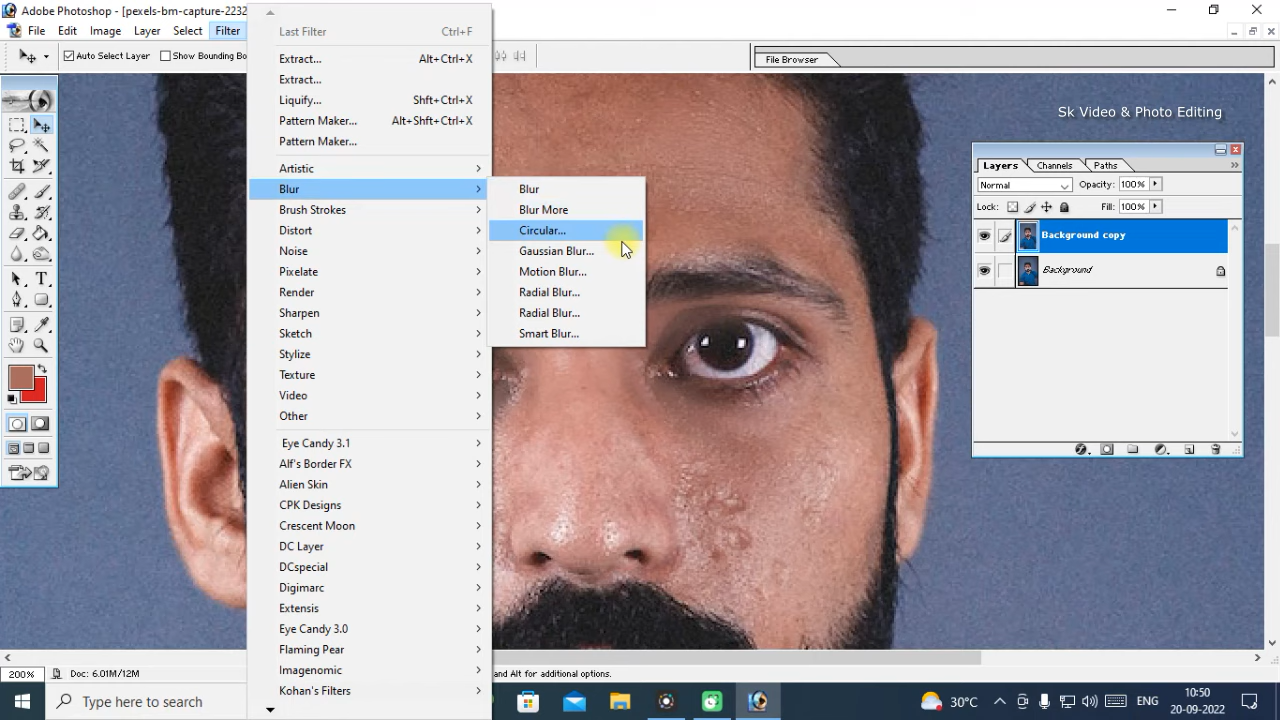 Adobe Photoshop - [pexels-bm-capture-2232
File Edit Image Layer Select Filter
Auto Select Layer Show Bounding Bo
File Browser
Last Filter Ctrl+F
Extract... Alt+Ctrl+X
Extract...
Liquify... Shft+Ctrl+X
Pattern Maker... Alt+Shft+Ctrl+X
Pattern Maker...
Artistic
Blur
Brush Strokes
Distort
Noise
Pixelate
Render
Sharpen
Sketch
Stylize
Texture
Video
Other
Eye Candy 3.1
Alf's Border FX
Alien Skin
CPK Designs
Crescent Moon
DC Layer
DCspecial
Digimarc
Extensis
Eye Candy 3.0
Flaming Pear
Imagenomic
Kohan's Filters
Blur
Blur More
Circular...
Gaussian Blur...
Motion Blur...
Radial Blur...
Radial Blur...
Smart Blur...
Sk Video & Photo Editing
Layers Channels Paths
Normal Opacity: 100%
Lock: Fill: 100%
Background copy
Background
200% Doc: 6.01M/12M nd Alt for additional options.
Type here to search
30°C ENG
10:50
20-09-2022